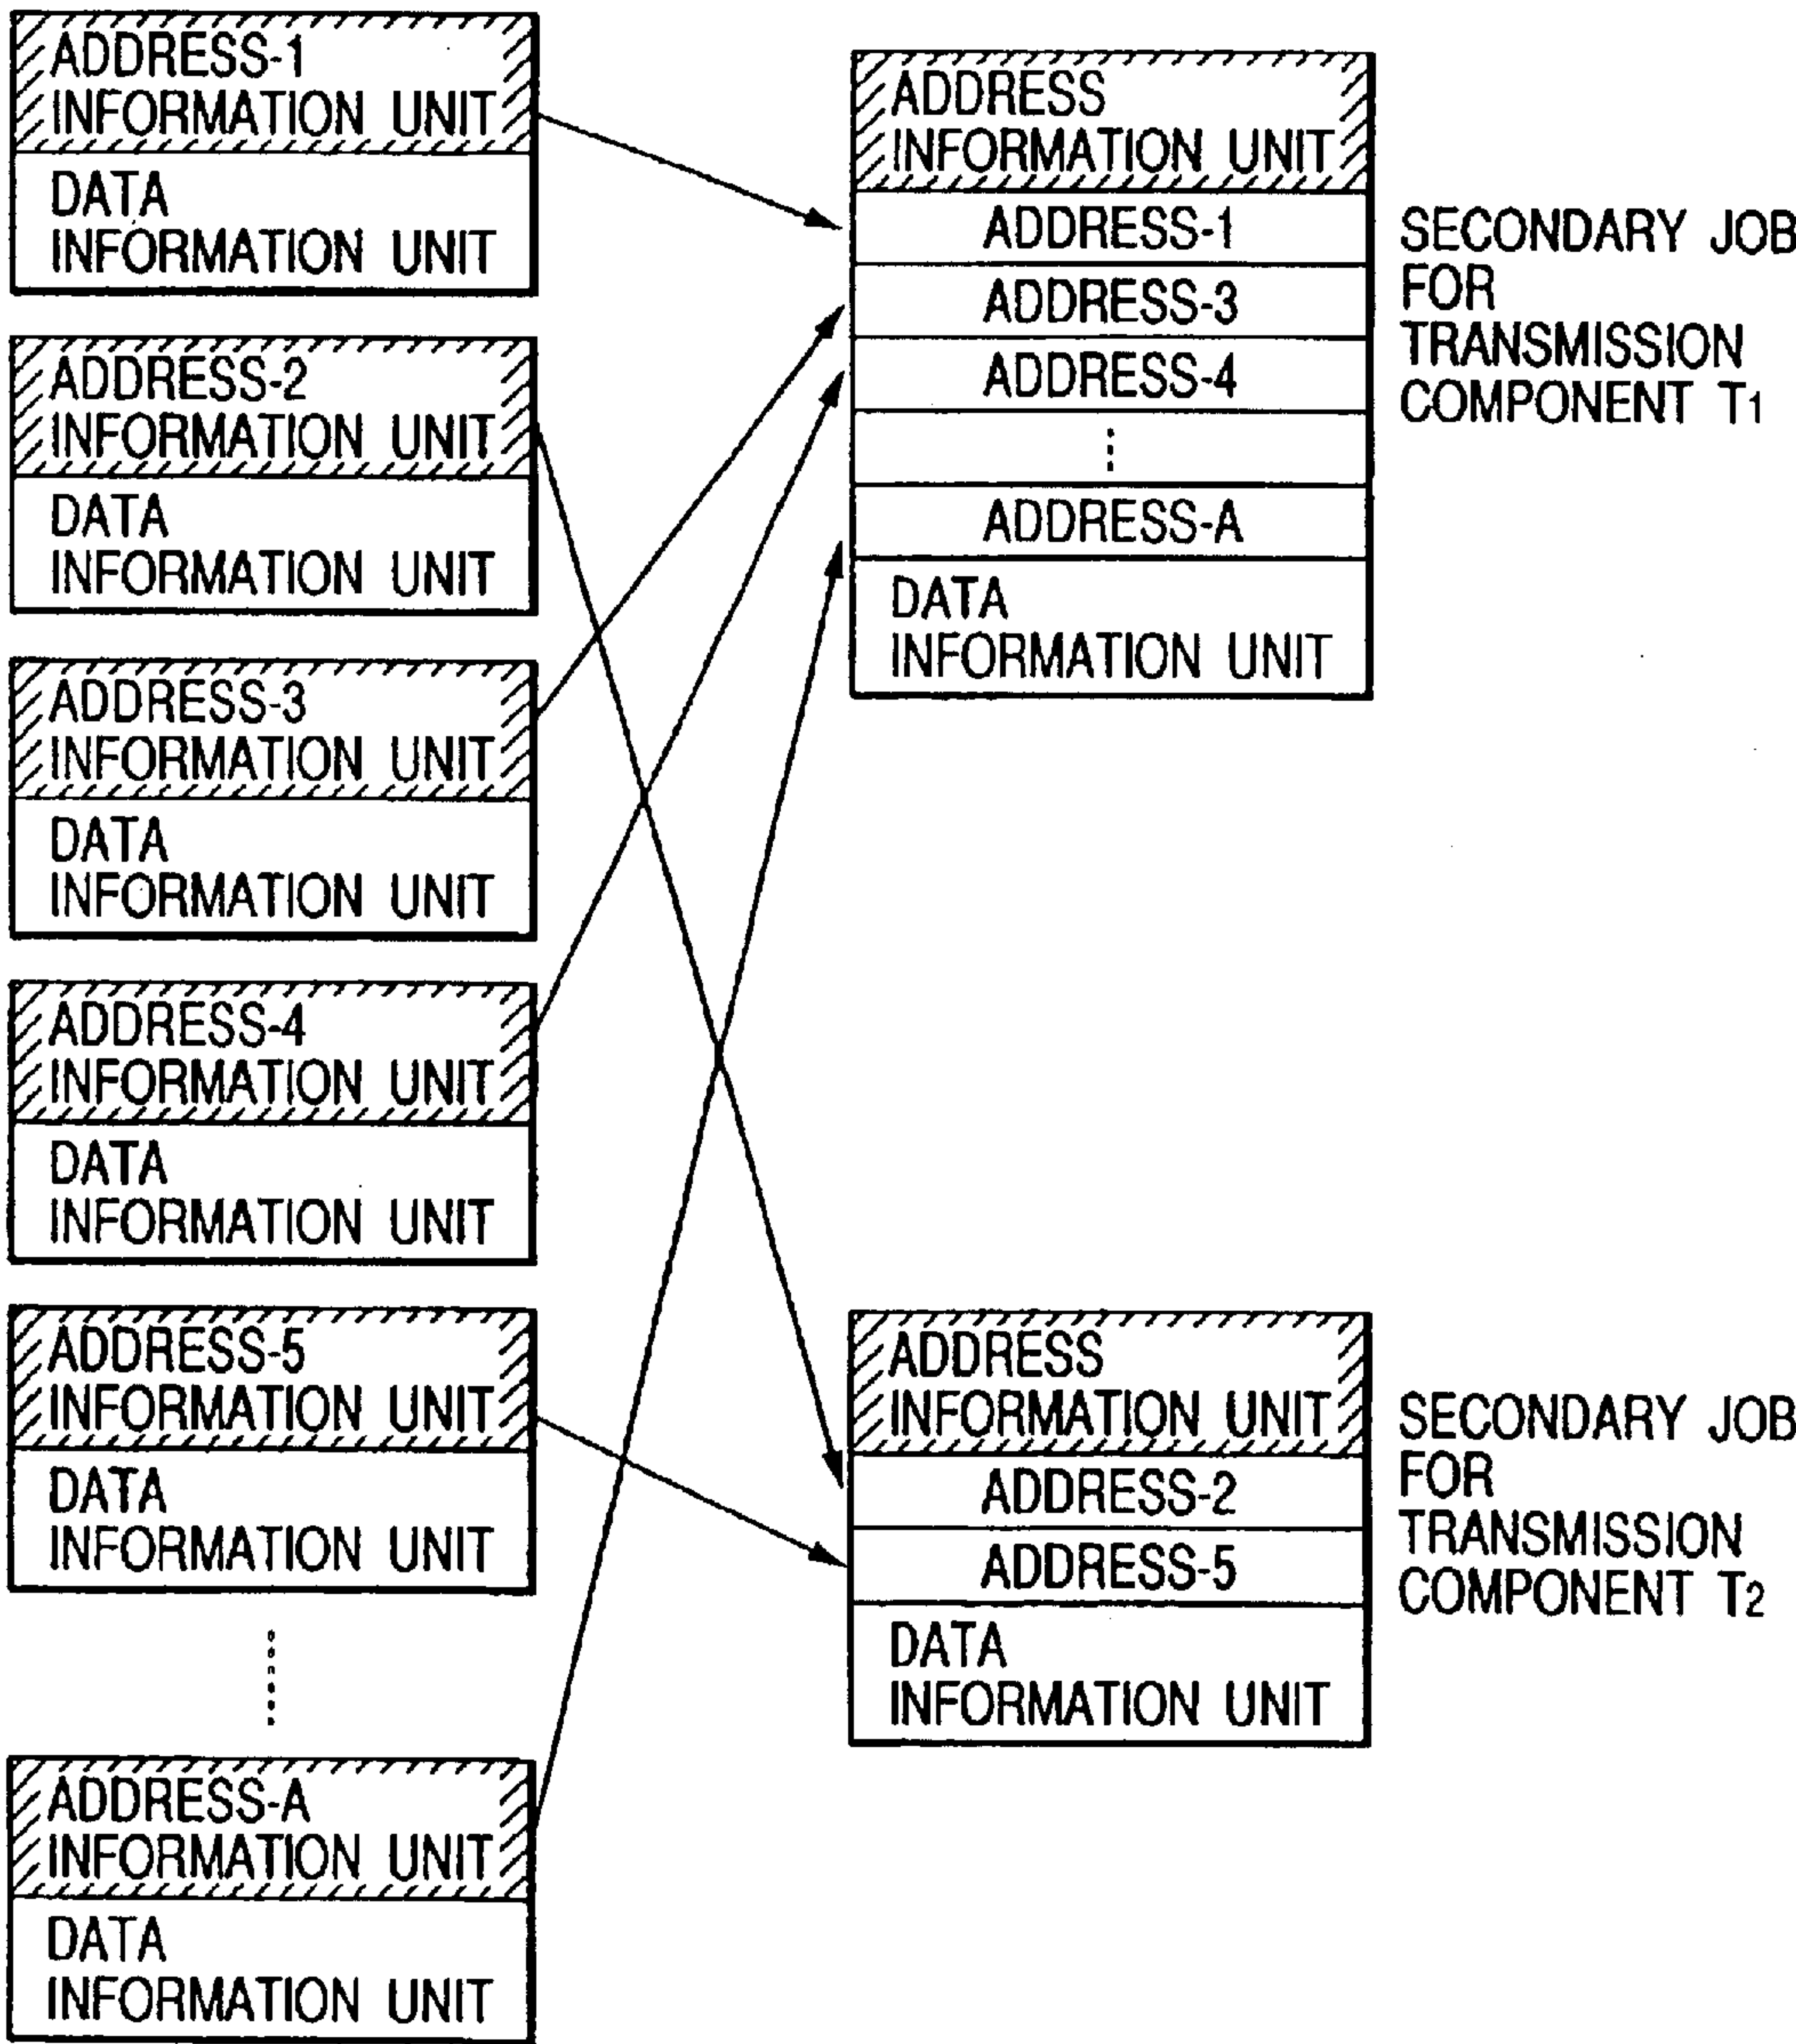 ADDRESS-1
INFORMATION UNIT
DATA
INFORMATION UNIT
ADDRESS-2
INFORMATION UNIT
DATA
INFORMATION UNIT
ADDRESS-3
INFORMATION UNIT
DATA
INFORMATION UNIT
ADDRESS-4
INFORMATION UNIT
DATA
INFORMATION UNIT
ADDRESS-5
INFORMATION UNIT
DATA
INFORMATION UNIT
ADDRESS-A
INFORMATION UNIT
DATA
INFORMATION UNIT
ADDRESS
INFORMATION UNIT
ADDRESS-1
ADDRESS-3
ADDRESS-4
ADDRESS-A
DATA
INFORMATION UNIT
SECONDARY JOB
FOR
TRANSMISSION
COMPONENT T1
ADDRESS
INFORMATION UNIT
ADDRESS-2
ADDRESS-5
DATA
INFORMATION UNIT
SECONDARY JOB
FOR
TRANSMISSION
COMPONENT T2